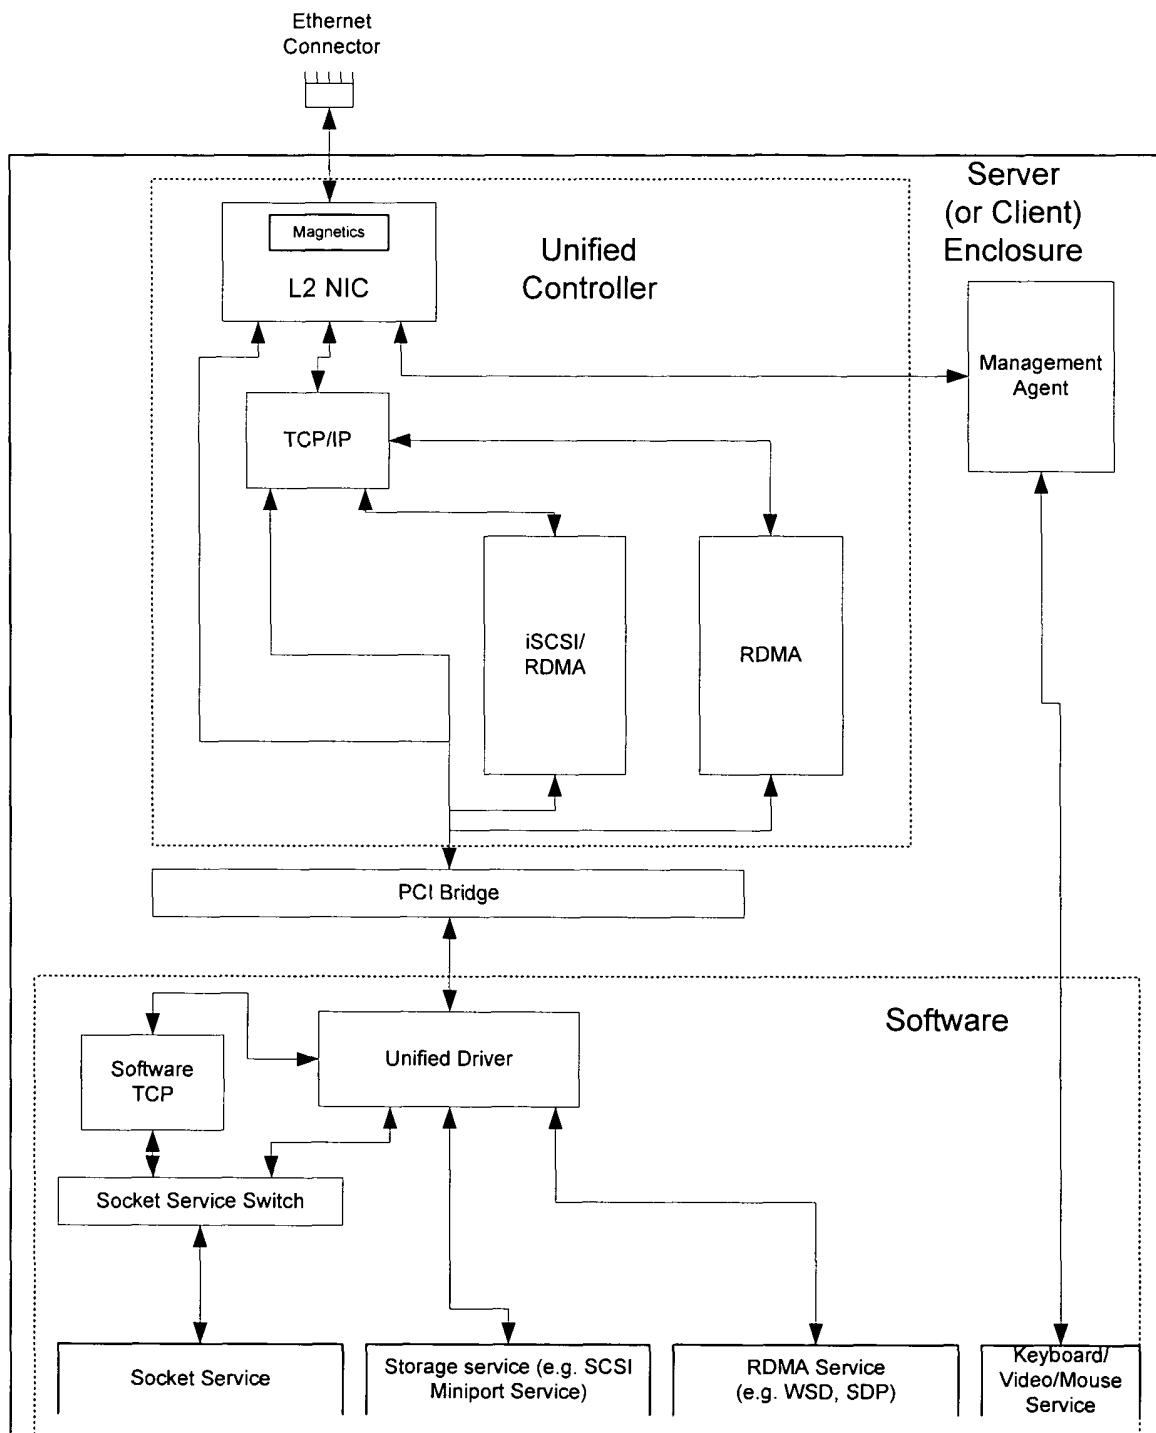 Ethernet
Connector
Server
(or Client)
Enclosure
Magnetics
L2 NIC
Unified
Controller
Management
Agent
TCP/IP
iSCSI/
RDMA
RDMA
PCI Bridge
Software
Software
TCP
Unified Driver
Socket Service Switch
Socket Service
Storage service (e.g. SCSI
Miniport Service)
RDMA Service
(e.g. WSD, SDP)
Keyboard/
Video/Mouse
Service